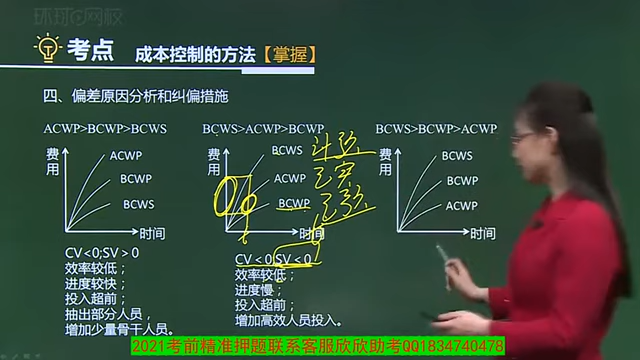 环球网校
考点 成本控制的方法【掌握】
四、偏差原因分析和纠偏措施
ACWP>BCWP>BCWS
费用
ACWP
BCWP
BCWS
时间
CV<0;SV>0
效率较低；
进度较快；
投入超前；
抽出部分人员，
增加少量骨干人员。
BCWS>ACWP>BCWP
费用
BCWS
ACWP
BCWP
时间
计预
已实
已预
CV<0;SV<0
效率较低；
进度慢；
投入超前；
增加高效人员投入。
BCWS>BCWP>ACWP
费用
BCWS
BCWP
ACWP
时间
2021考前精准押题联系客服欣欣助考QQ1834740478